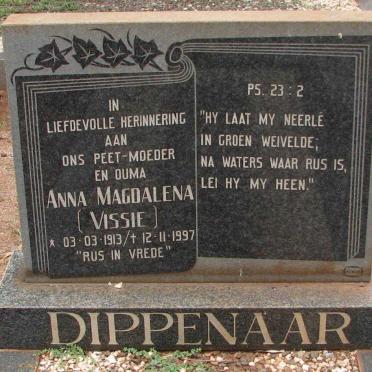 IN
LIEFDEVOLLE HERINNERING
AAN
ONS PEET-MOEDER
EN OUMA
ANNA MAGDALENA
(VISSIE)
* 03-03-1913/† 12-11-1997
"RUS IN VREDE"
PS. 23:2
"HY LAAT MY NEERLÊ
IN GROEN WEIVELDE;
NA WATERS WAAR RUS IS,
LEI HY MY HEEN."
DIPPENAAR